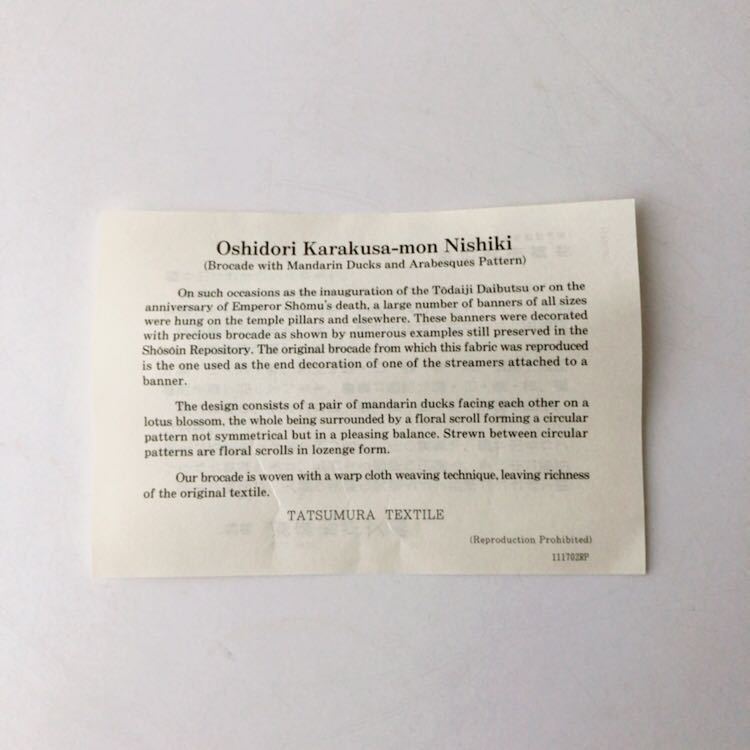 Oshidori Karakusa-mon Nishiki
(Brocade with Mandarin Ducks and Arabesques Pattern)
On such occasions as the inauguration of the Tōdaiji Daibutsu or on the
anniversary of Emperor Shōmu's death, a large number of banners of all sizes
were hung on the temple pillars and elsewhere. These banners were decorated
with precious brocade as shown by numerous examples still preserved in the
Shōsōin Repository. The original brocade from which this fabric was reproduced
is the one used as the end decoration of one of the streamers attached to a
banner.
The design consists of a pair of mandarin ducks facing each other on a
lotus blossom, the whole being surrounded by a floral scroll forming a circular
pattern not symmetrical but in a pleasing balance. Strewn between circular
patterns are floral scrolls in lozenge form.
Our brocade is woven with a warp cloth weaving technique, leaving richness
of the original textile.
TATSUMURA TEXTILE
(Reproduction Prohibited)
111702RP